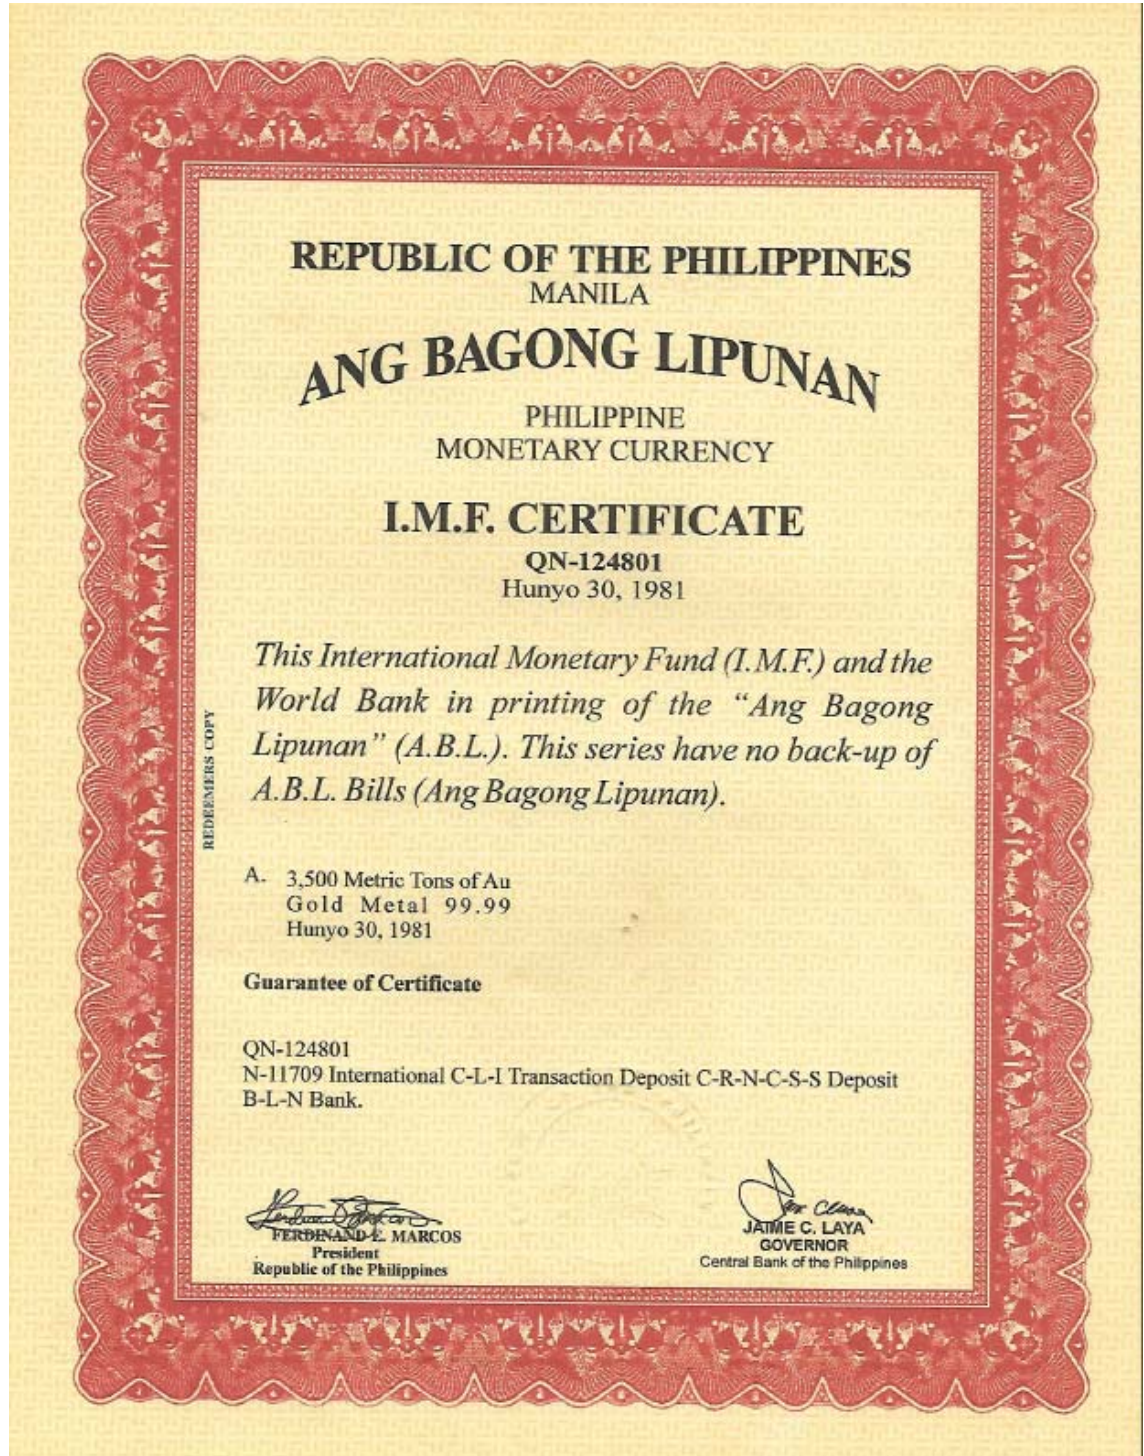 REPUBLIC OF THE PHILIPPINES
MANILA
ANG BAGONG LIPUNAN
PHILIPPINE
MONETARY CURRENCY
I.M.F. CERTIFICATE
QN-124801
Hunyo 30, 1981
This International Monetary Fund (I.M.F.) and the
World Bank in printing of the “Ang Bagong
Lipunan” (A.B.L.). This series have no back-up of
A.B.L. Bills (Ang Bagong Lipunan).
REDEEMERS COPY
A. 3,500 Metric Tons of Au
Gold Metal 99.99
Hunyo 30, 1981
Guarantee of Certificate
QN-124801
N-11709 International C-L-I Transaction Deposit C-R-N-C-S-S Deposit
B-L-N Bank.
FERDINAND E. MARCOS
President
Republic of the Philippines
JAIME C. LAYA
GOVERNOR
Central Bank of the Philippines